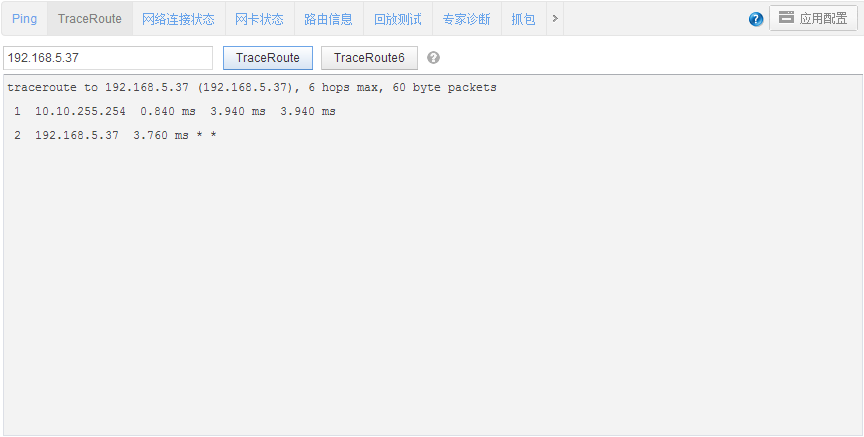 Ping TraceRoute 网络连接状态 网卡状态 路由信息 回放测试 专家诊断 抓包 > ? 应用配置
192.168.5.37 TraceRoute TraceRoute6 ?
traceroute to 192.168.5.37 (192.168.5.37), 6 hops max, 60 byte packets
1 10.10.255.254 0.840 ms 3.940 ms 3.940 ms
2 192.168.5.37 3.760 ms * *